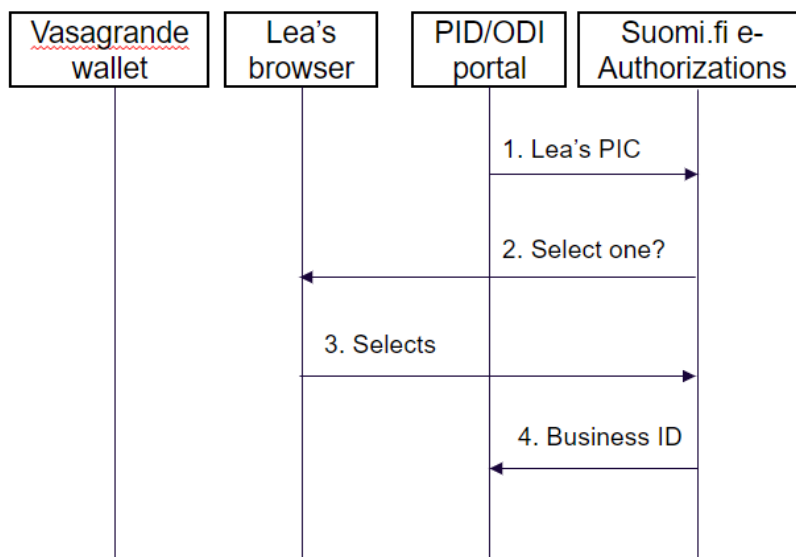 Vasagrande
wallet
Lea's
browser
PID/ODI
portal
Suomi.fi e-
Authorizations
1. Lea’s PIC
2. Select one?
3. Selects
4. Business ID